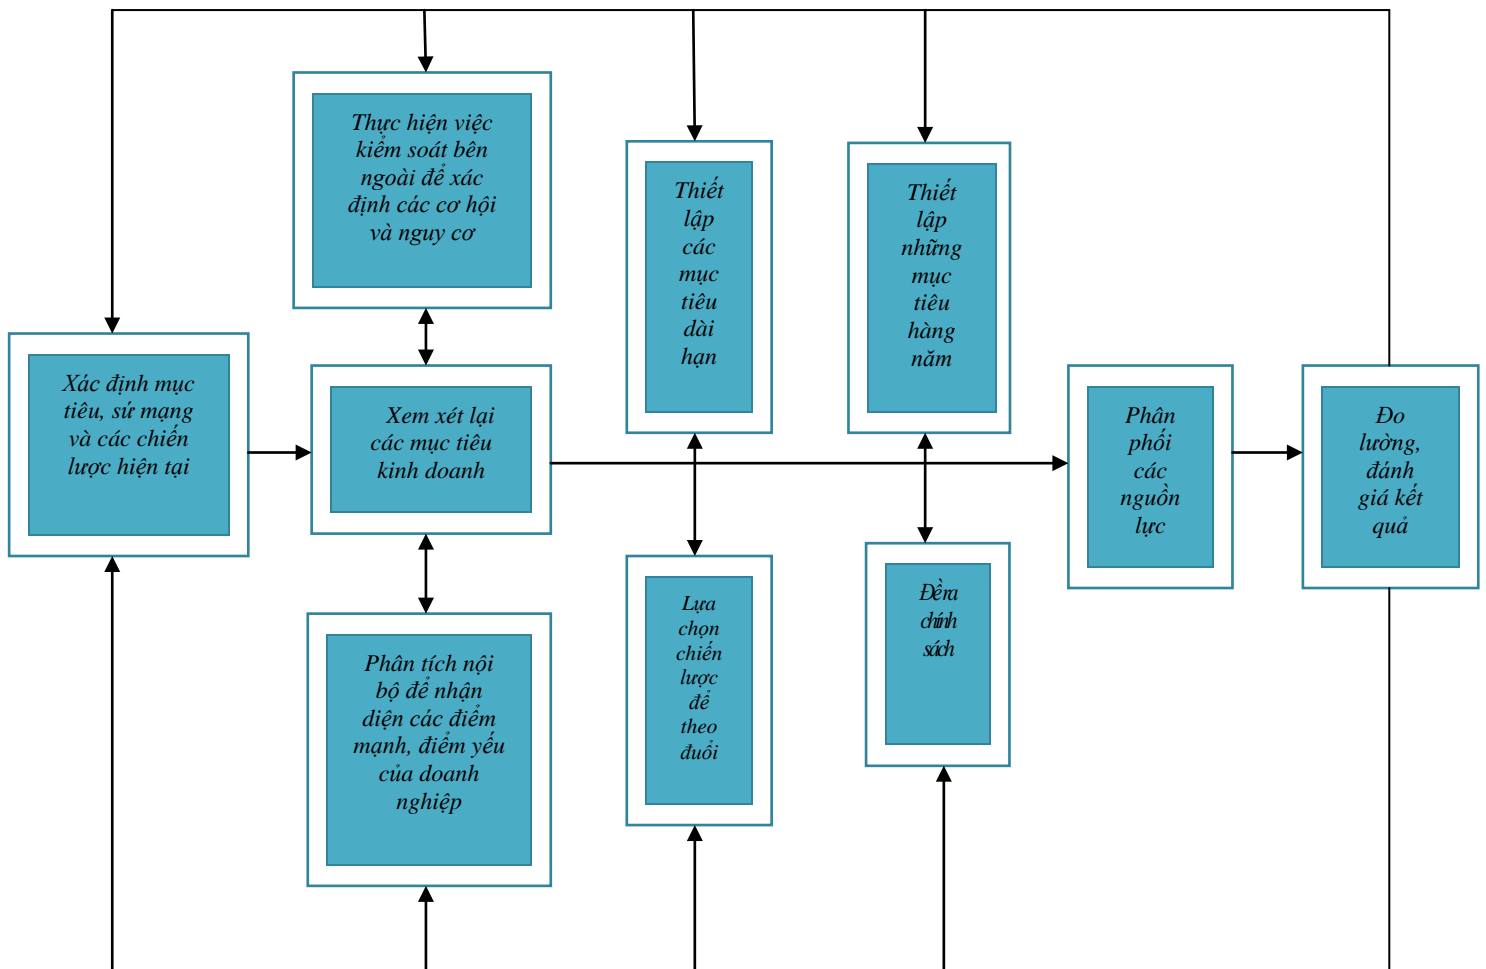 Thực hiện việc
kiểm soát bên
ngoài để xác
định các cơ hội
và nguy cơ
Thiết
lập
các
mục
tiêu
dài
hạn
Thiết
lập
những
mục
tiêu
hàng
năm
Xác định mục
tiêu, sứ mạng
và các chiến
lược hiện tại
Xem xét lại
các mục tiêu
kinh doanh
Phân
phối
các
nguồn
lực
Đo
lường,
đánh
giá kết
quả
Phân tích nội
bộ để nhận
diện các điểm
mạnh, điểm yếu
của doanh
nghiệp
Lựa
chọn
chiến
lược
để
theo
đuổi
Đề ra
chính
sách